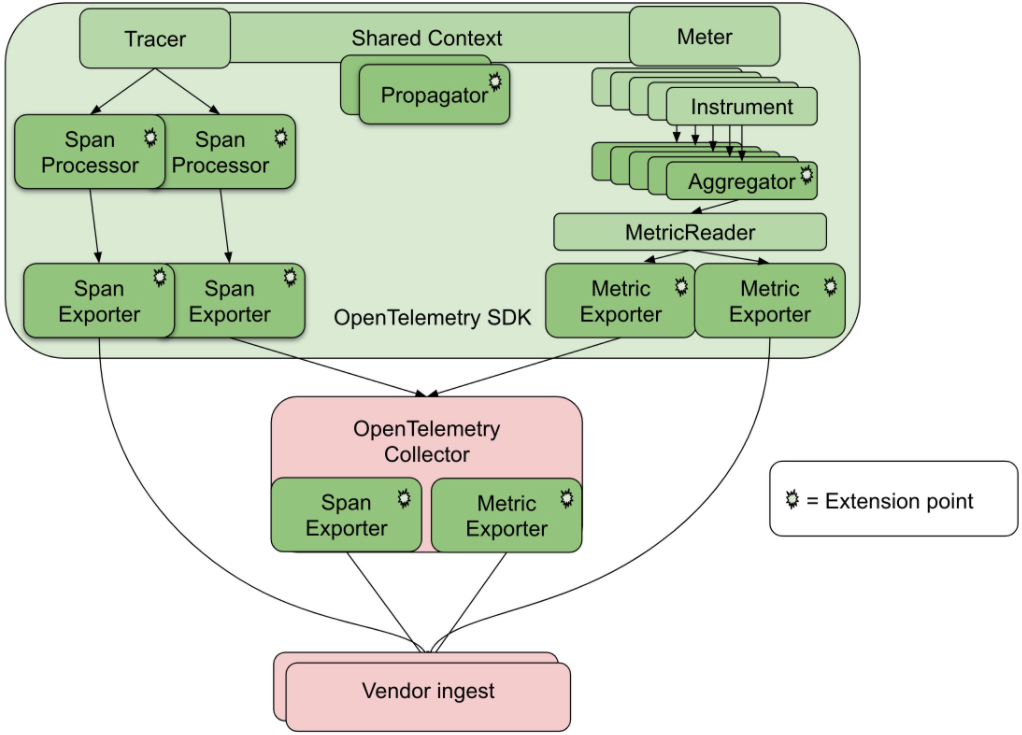 Tracer
Shared Context
Meter
Propagator
Instrument
Span
Processor
Span
Processor
Aggregator
MetricReader
Span
Exporter
Span
Exporter
Metric
Exporter
Metric
Exporter
OpenTelemetry SDK
OpenTelemetry
Collector
Span
Exporter
Metric
Exporter
= Extension point
Vendor ingest